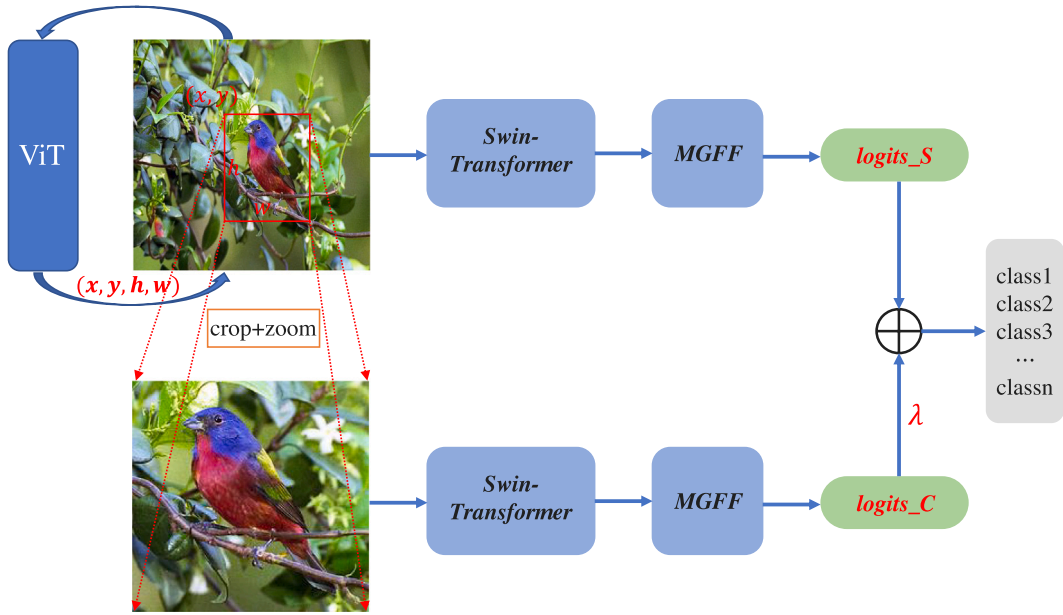 ViT
(x, y)
h
w
(x, y, h, w)
crop+zoom
Swin-
Transformer
MGFF
logits_S
class1
class2
class3
...
classn
λ
Swin-
Transformer
MGFF
logits_C